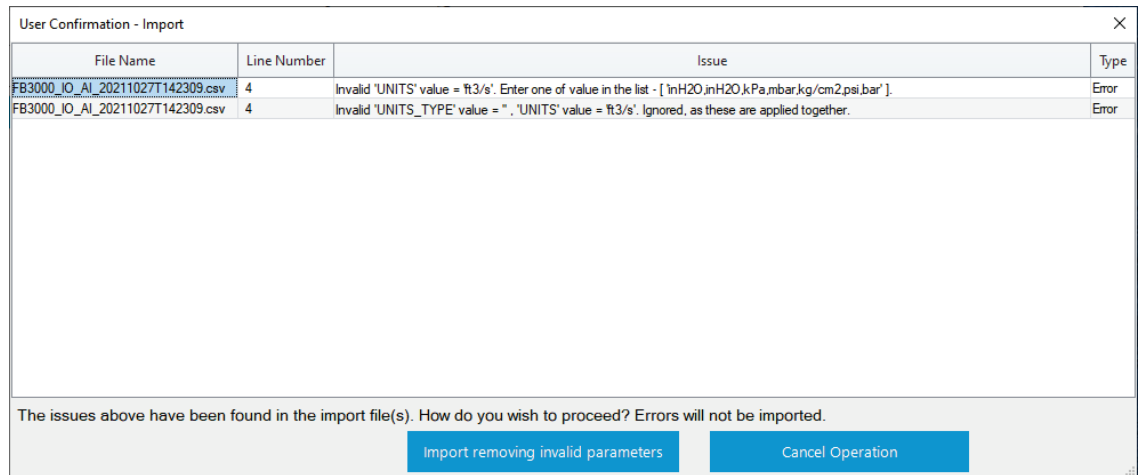 User Confirmation - Import
File Name Line Number Issue Type
FB3000_IO_AI_20211027T142309.csv 4 Invalid 'UNITS' value = 'ft3/s'. Enter one of value in the list - [ 'inH2O,inH2O,kPa,mbar,kg/cm2,psi,bar' ]. Error
FB3000_IO_AI_20211027T142309.csv 4 Invalid 'UNITS_TYPE' value = '' , 'UNITS' value = 'ft3/s'. Ignored, as these are applied together. Error
The issues above have been found in the import file(s). How do you wish to proceed? Errors will not be imported.
Import removing invalid parameters Cancel Operation